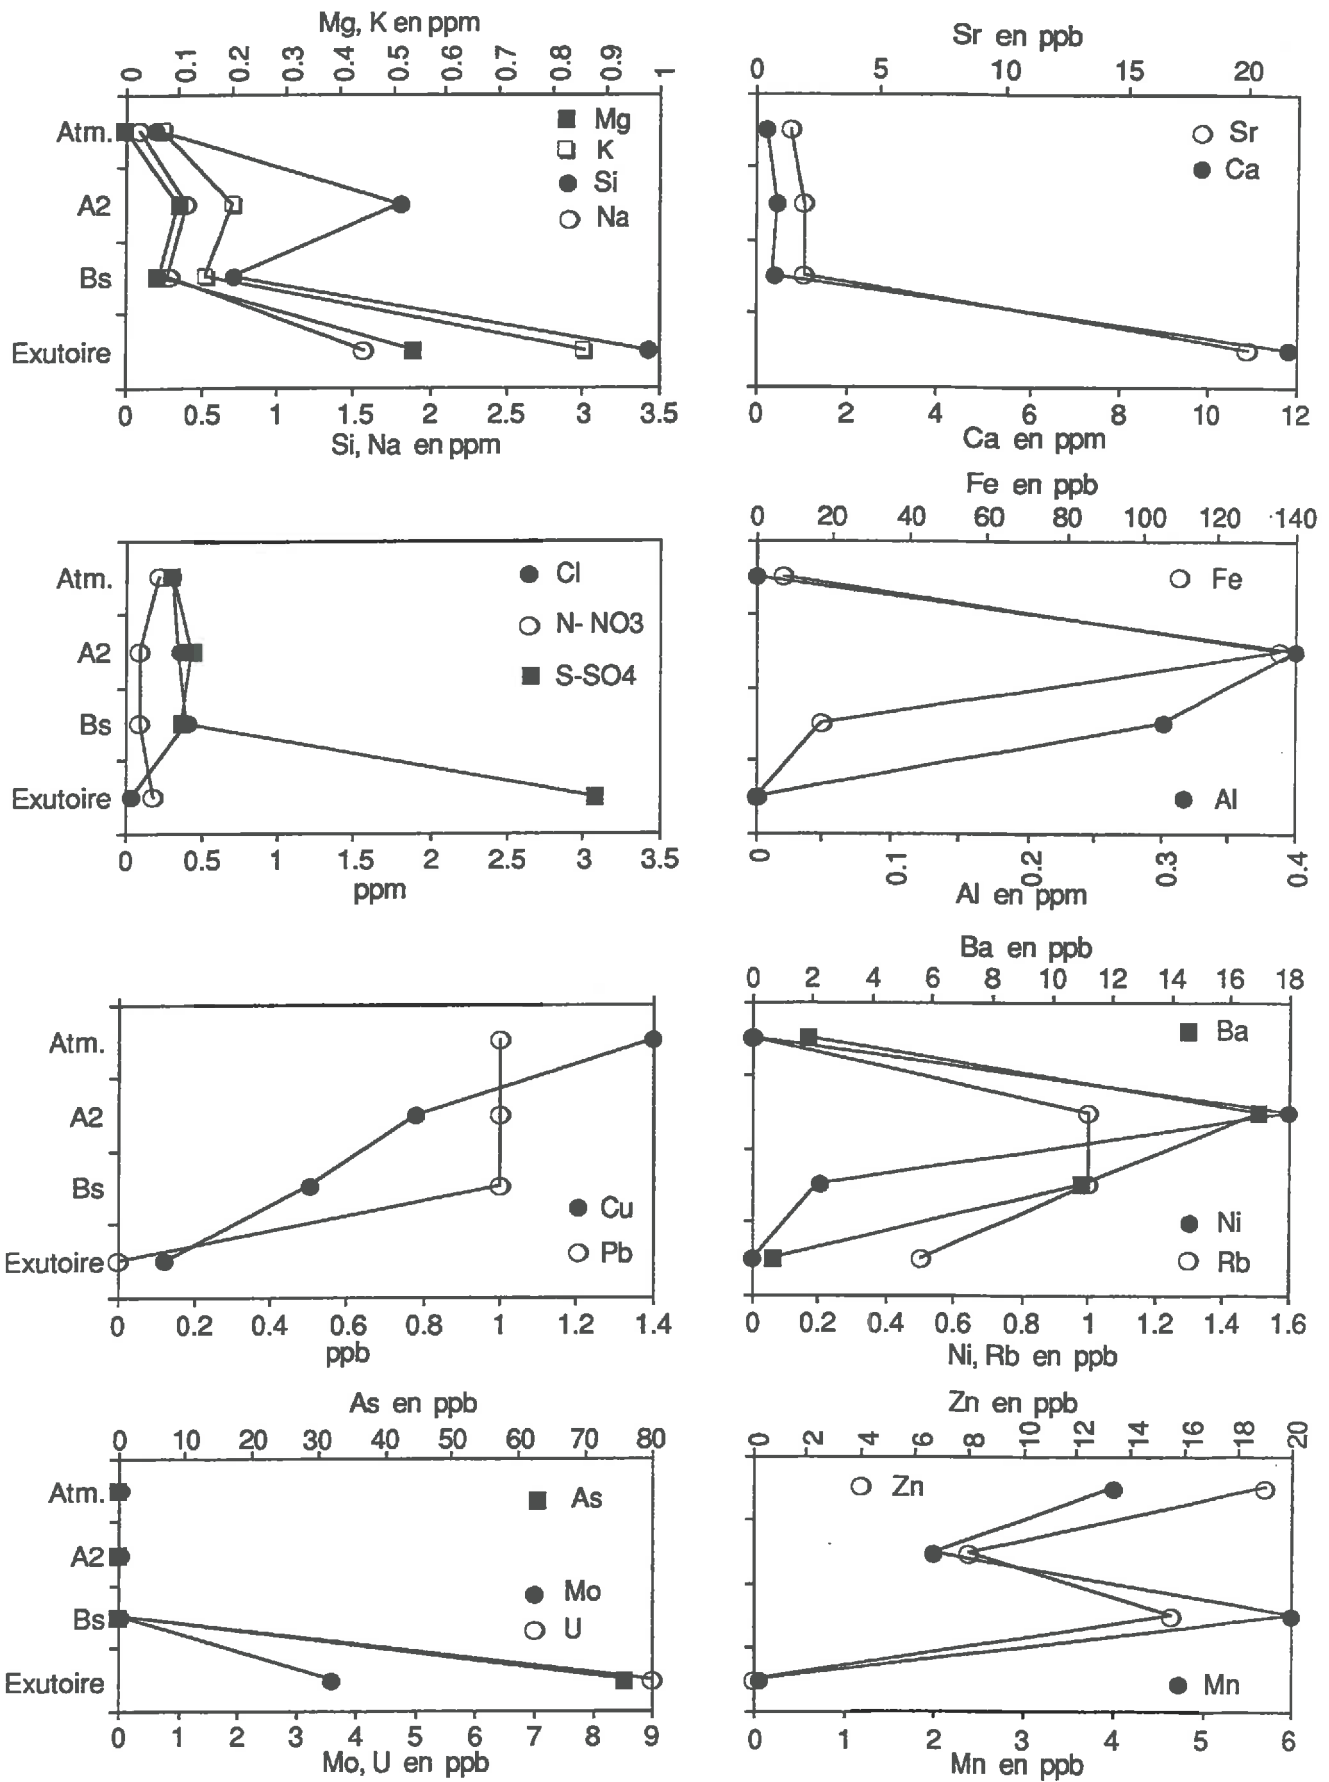 Mg, K en ppm
0 0.1 0.2 0.3 0.4 0.5 0.6 0.7 0.8 0.9 1
Mg
K
Si
Na
Atm.
A2
Bs
Exutoire
0 0.5 1 1.5 2 2.5 3 3.5
Si, Na en ppm
Sr en ppb
0 5 10 15 20
Sr
Ca
0 2 4 6 8 10 12
Ca en ppm
Cl
N- NO3
S-SO4
Atm.
A2
Bs
Exutoire
0 0.5 1 1.5 2 2.5 3 3.5
ppm
Fe en ppb
0 20 40 60 80 100 120 140
Fe
Al
0 0.1 0.2 0.3 0.4
Al en ppm
Atm.
A2
Bs
Exutoire
Cu
Pb
0 0.2 0.4 0.6 0.8 1 1.2 1.4
ppb
Ba en ppb
0 2 4 6 8 10 12 14 16 18
Ba
Ni
Rb
0 0.2 0.4 0.6 0.8 1 1.2 1.4 1.6
Ni, Rb en ppb
As en ppb
0 10 20 30 40 50 60 70 80
As
Mo
U
Atm.
A2
Bs
Exutoire
0 1 2 3 4 5 6 7 8 9
Mo, U en ppb
Zn en ppb
0 2 4 6 8 10 12 14 16 18 20
Zn
Mn
0 1 2 3 4 5 6
Mn en ppb